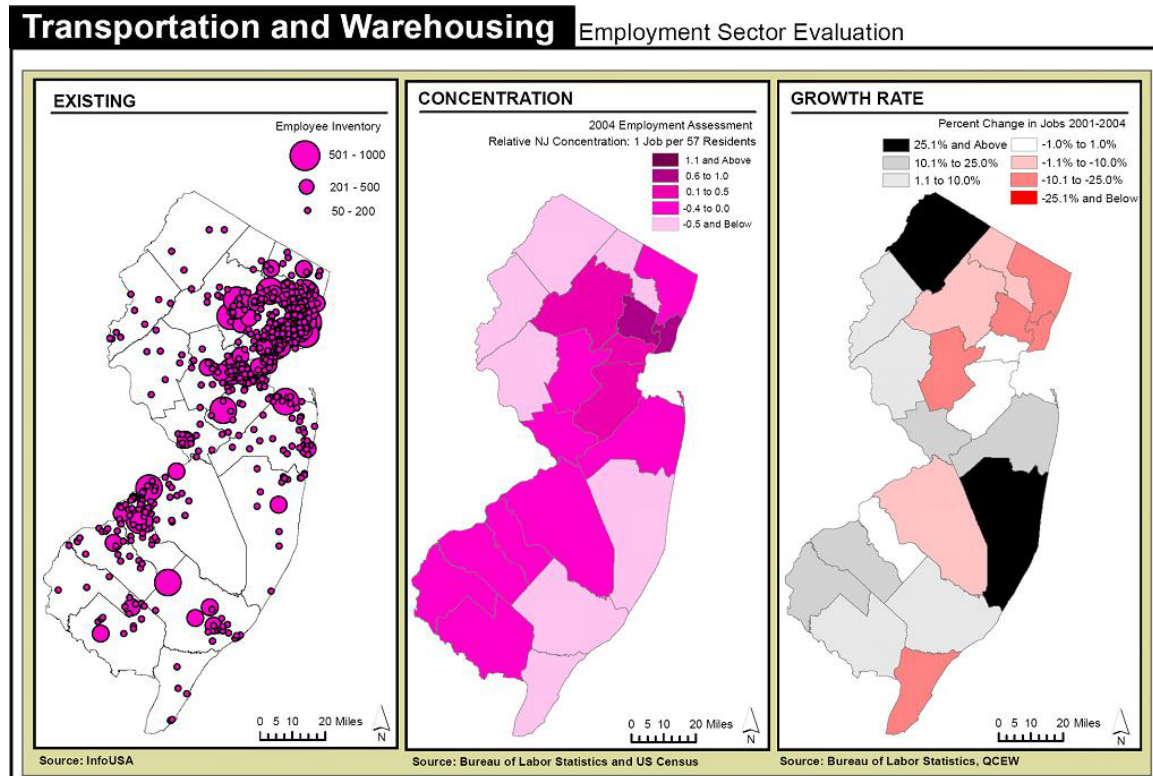 Transportation and Warehousing Employment Sector Evaluation
EXISTING
Employee Inventory
501 - 1000
201 - 500
50 - 200
0 5 10 20 Miles
N
Source: InfoUSA
CONCENTRATION
2004 Employment Assessment
Relative NJ Concentration: 1 Job per 57 Residents
1.1 and Above
0.6 to 1.0
0.1 to 0.5
-0.4 to 0.0
-0.5 and Below
0 5 10 20 Miles
N
Source: Bureau of Labor Statistics and US Census
GROWTH RATE
Percent Change in Jobs 2001-2004
25.1% and Above
10.1% to 25.0%
1.1 to 10.0%
-1.0% to 1.0%
-1.1% to -10.0%
-10.1 to -25.0%
-25.1% and Below
0 5 10 20 Miles
N
Source: Bureau of Labor Statistics, QCEW